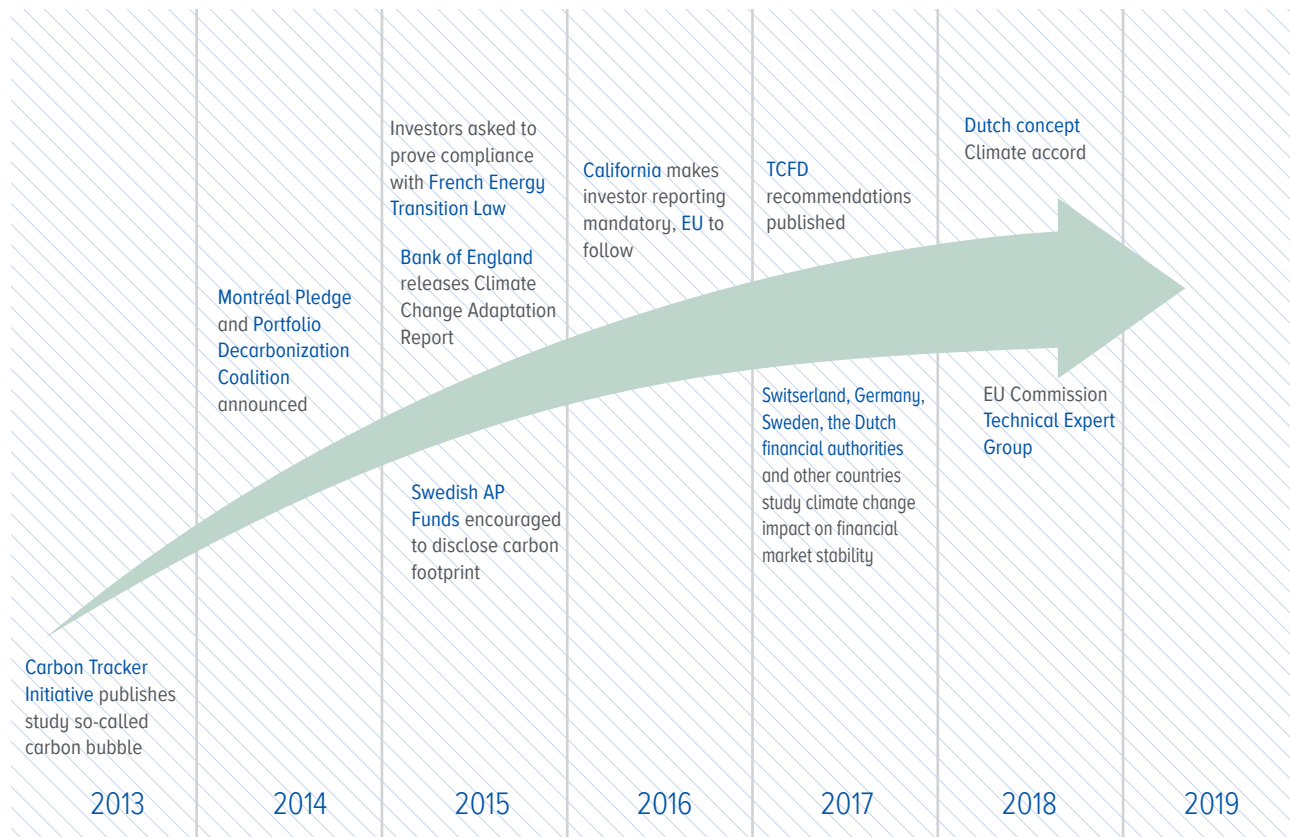 Carbon Tracker
Initiative publishes
study so-called
carbon bubble
Montréal Pledge
and Portfolio
Decarbonization
Coalition
announced
Investors asked to
prove compliance
with French Energy
Transition Law
Bank of England
releases Climate
Change Adaptation
Report
Swedish AP
Funds encouraged
to disclose carbon
footprint
California makes
investor reporting
mandatory, EU to
follow
TCFD
recommendations
published
Switserland, Germany,
Sweden, the Dutch
financial authorities
and other countries
study climate change
impact on financial
market stability
Dutch concept
Climate accord
EU Commission
Technical Expert
Group
2013
2014
2015
2016
2017
2018
2019